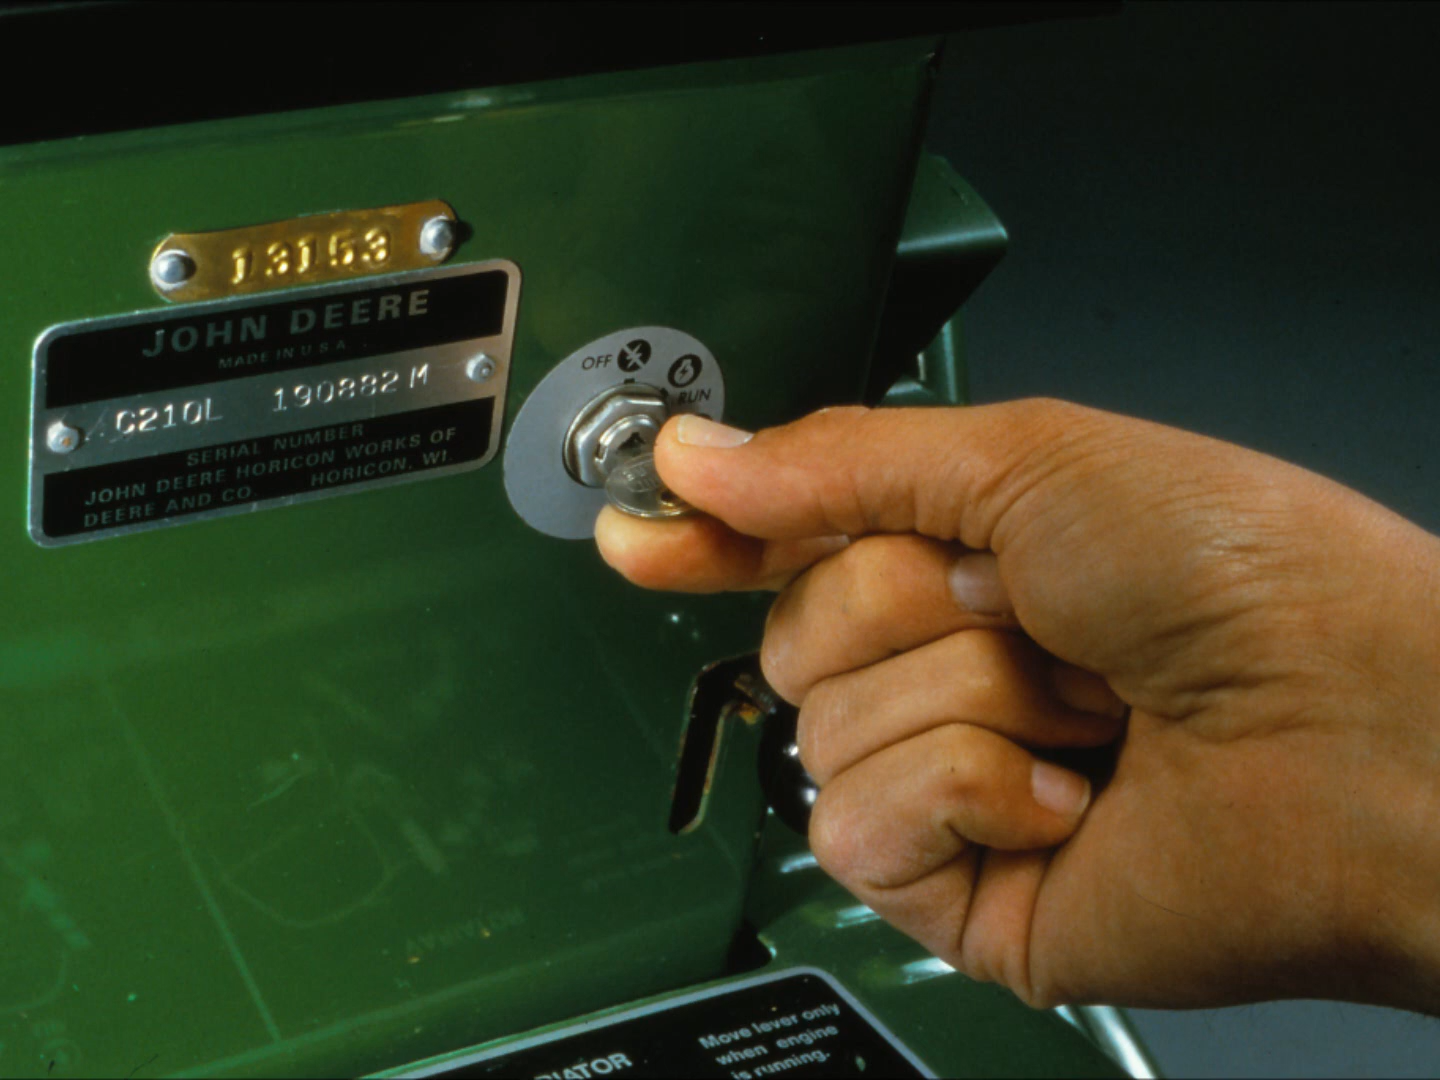 13153
JOHN DEERE
MADE IN U.S.A.
C210L 190882 M
SERIAL NUMBER
JOHN DEERE HORICON WORKS OF
DEERE AND CO. HORICON, WI.
OFF
RUN
Move lever only
when engine
is running.